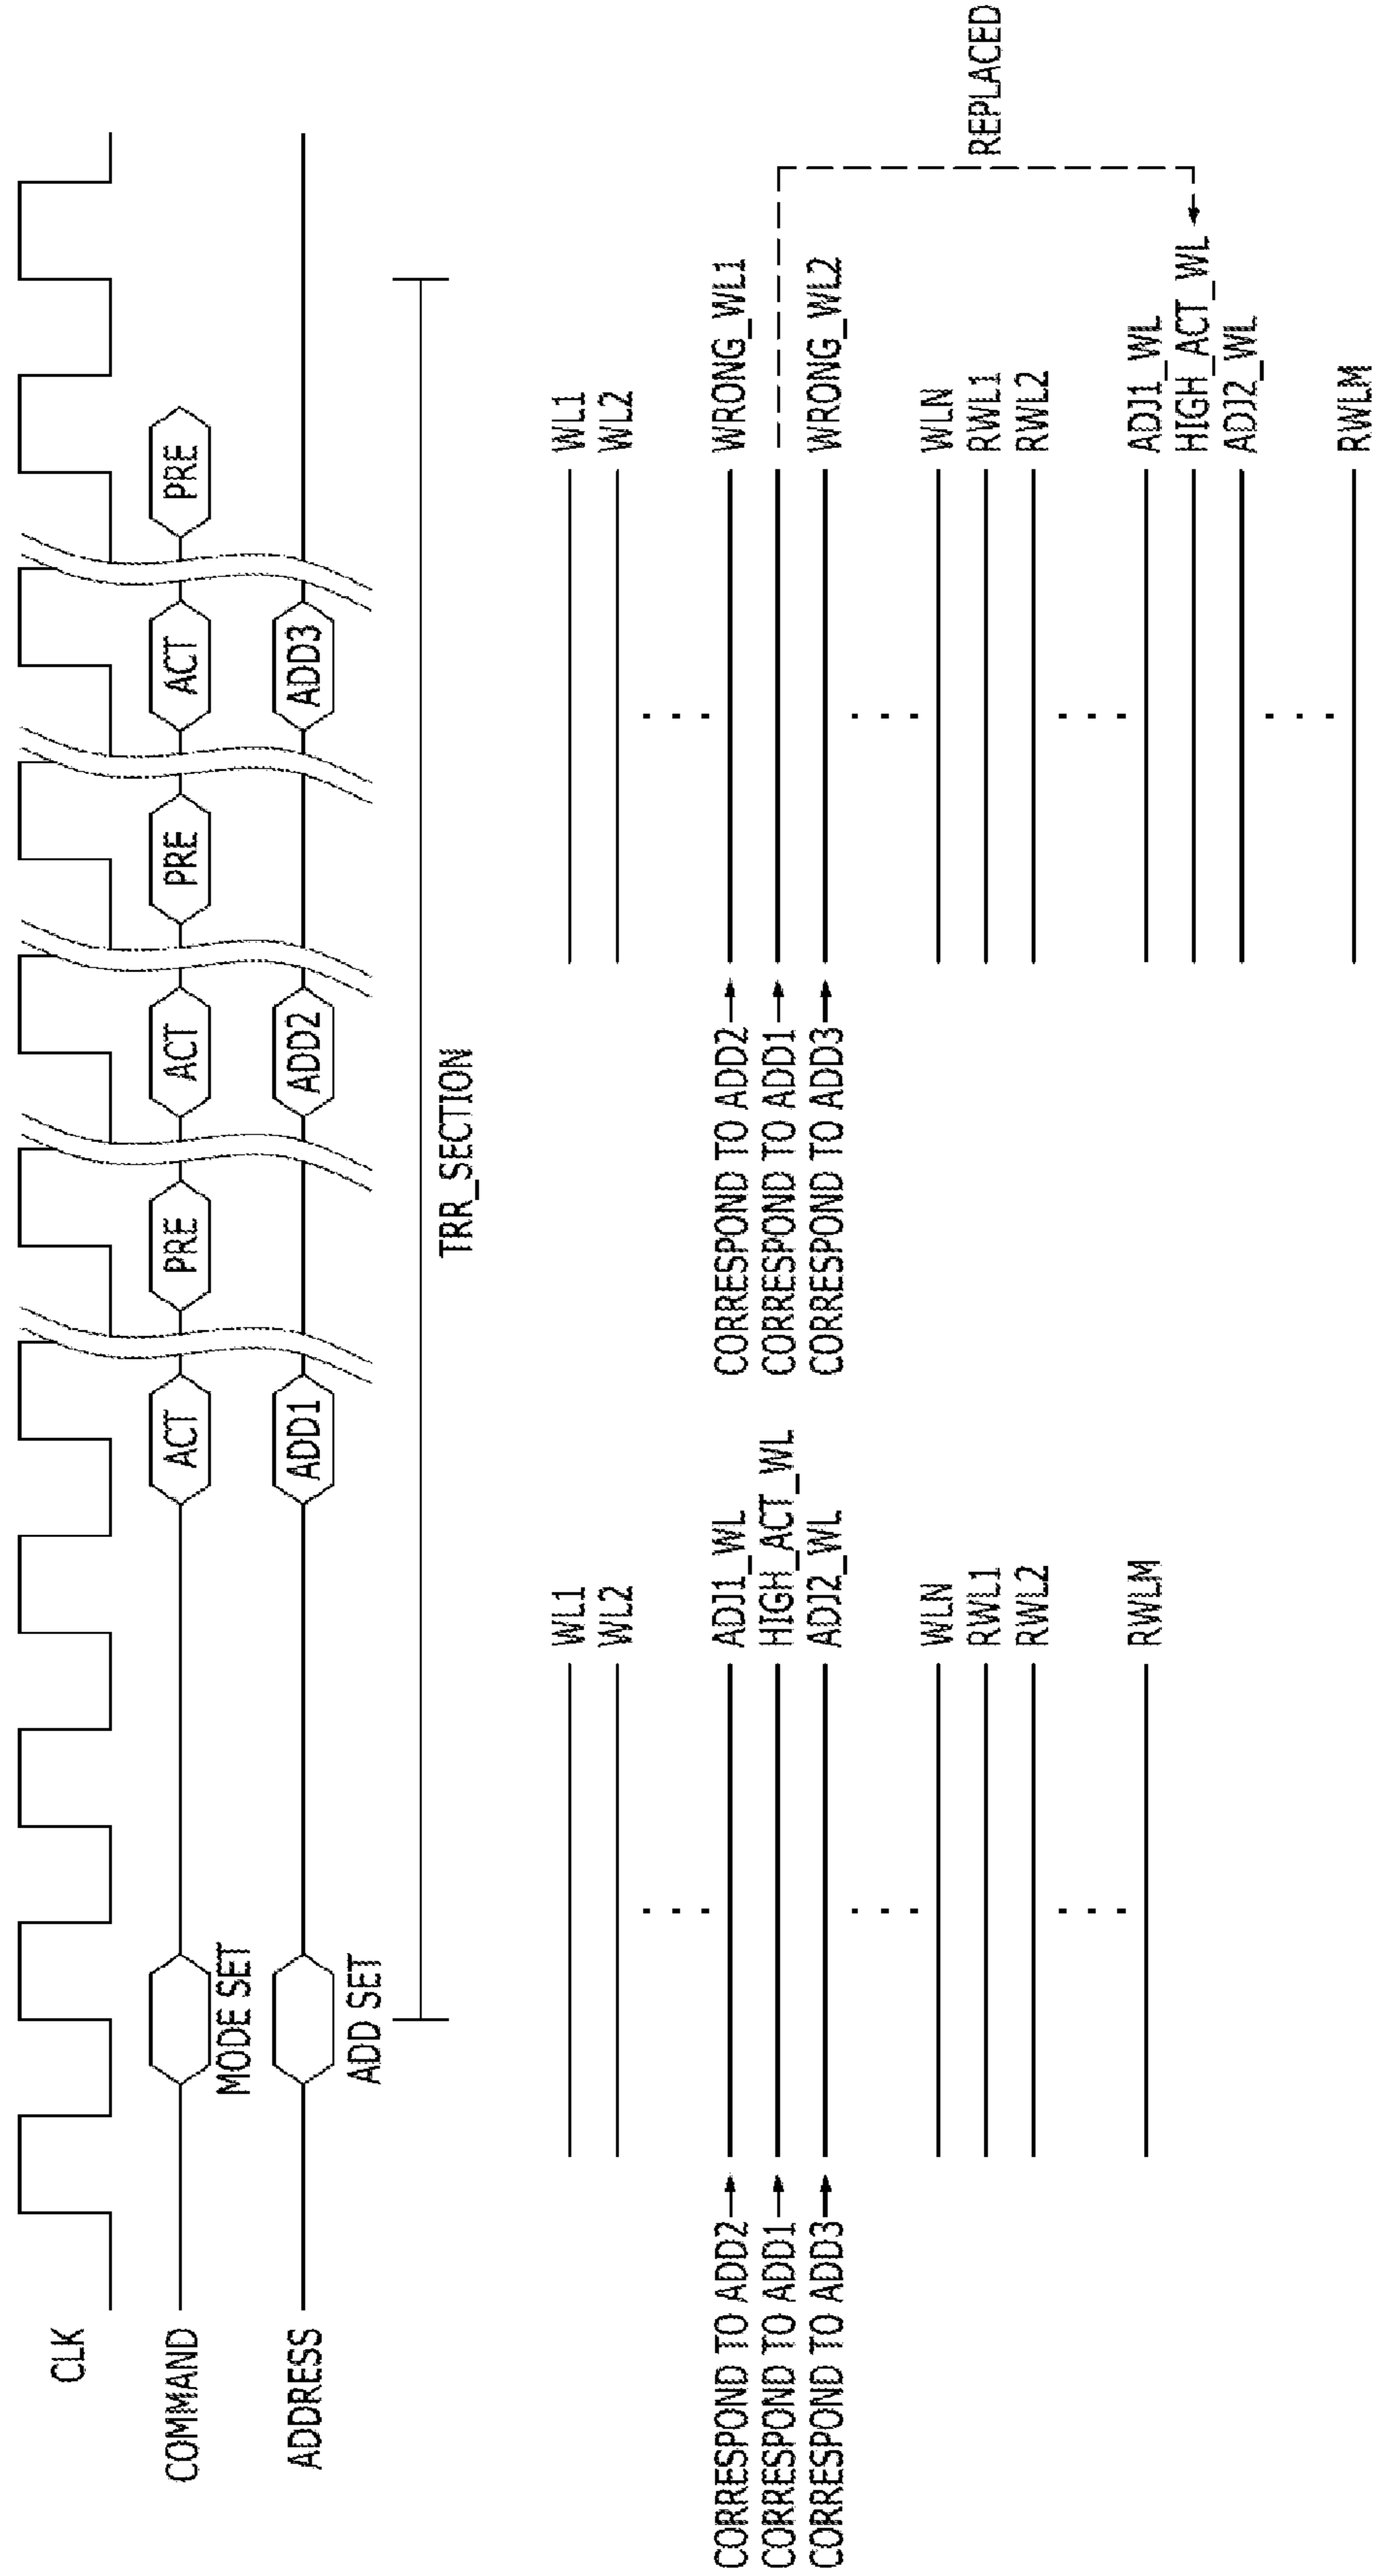 CLK
COMMAND
MODE SET
ACT
PRE
ACT
PRE
ACT
PRE
ADDRESS
ADD SET
ADD1
ADD2
ADD3
TRR_SECTION
WL1
WL2
CORRESPOND TO ADD2
ADJ1_WL
CORRESPOND TO ADD1
HIGH_ACT_WL
CORRESPOND TO ADD3
ADJ2_WL
WLN
RWL1
RWL2
RWLM
WL1
WL2
CORRESPOND TO ADD2
WRONG_WL1
CORRESPOND TO ADD1
CORRESPOND TO ADD3
WRONG_WL2
WLN
RWL1
RWL2
REPLACED
ADJ1_WL
HIGH_ACT_WL
ADJ2_WL
RWLM